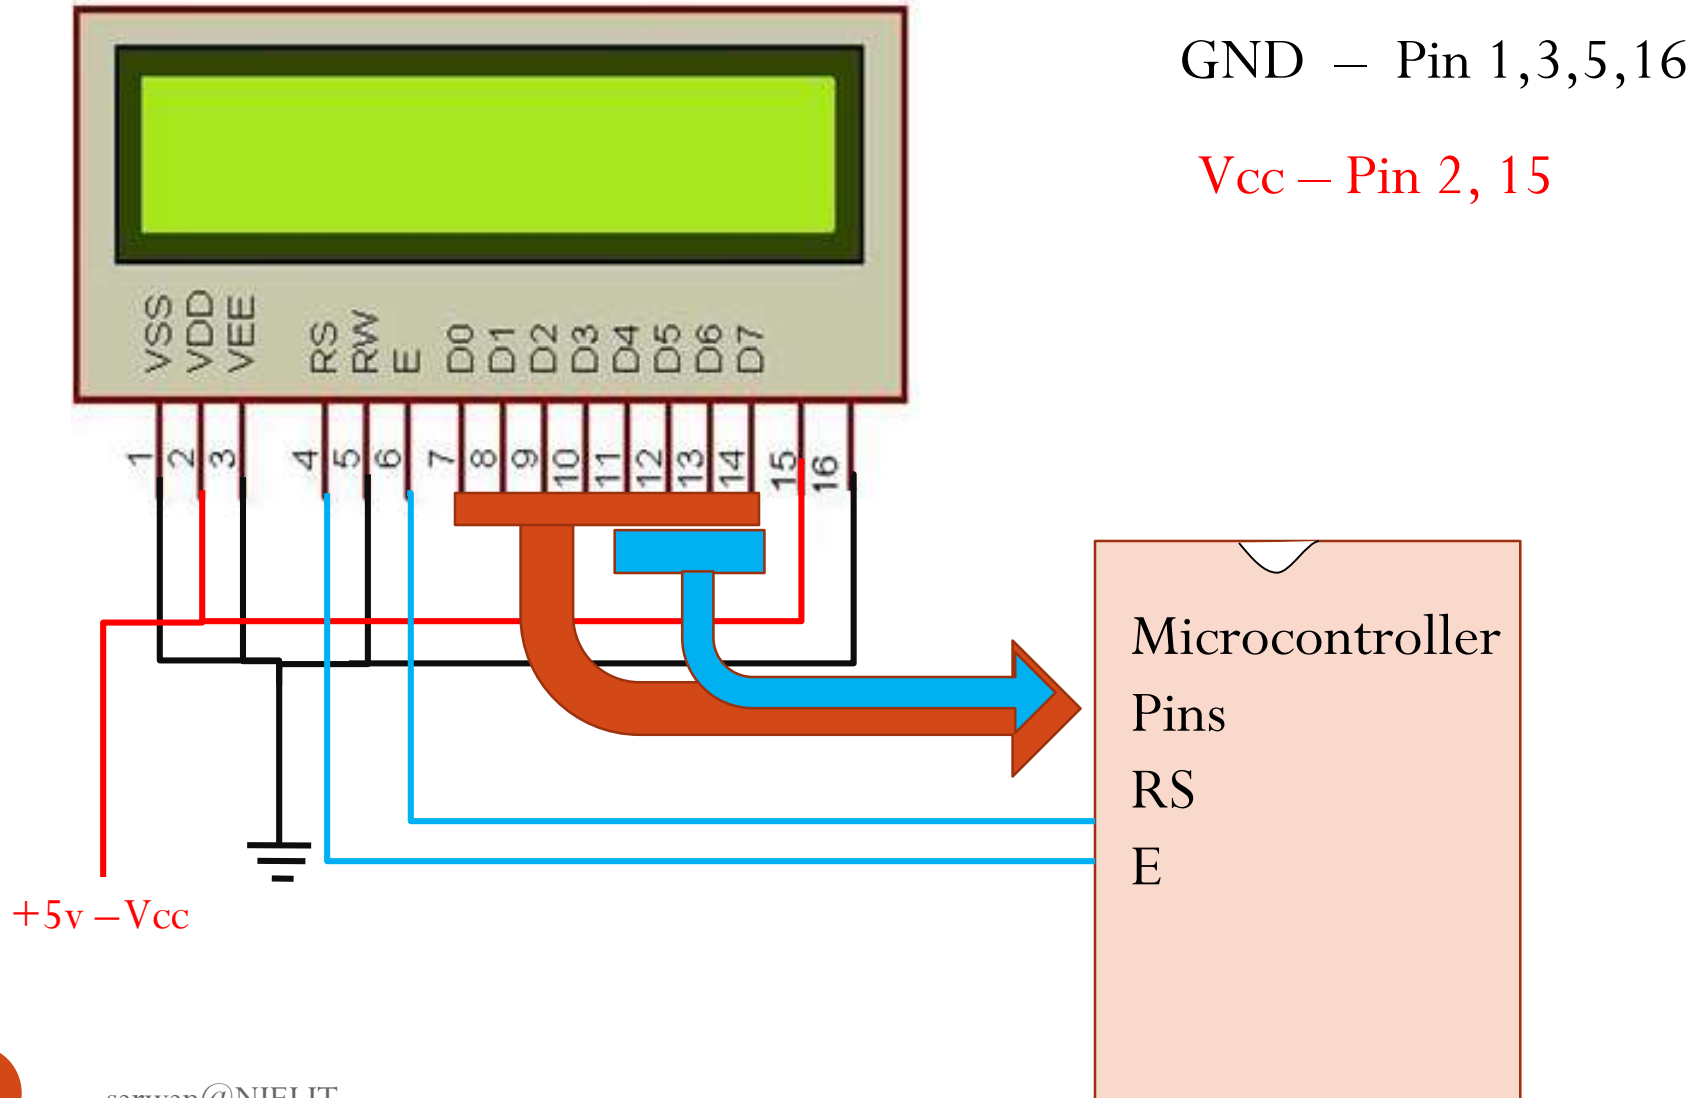 GND – Pin 1,3,5,16
Vcc – Pin 2, 15
VSS
VDD
VEE
RS
RW
E
D0
D1
D2
D3
D4
D5
D6
D7
1
2
3
4
5
6
7
8
9
10
11
12
13
14
15
16
Microcontroller
Pins
RS
E
+5v –Vcc
sarwan@NIELIT